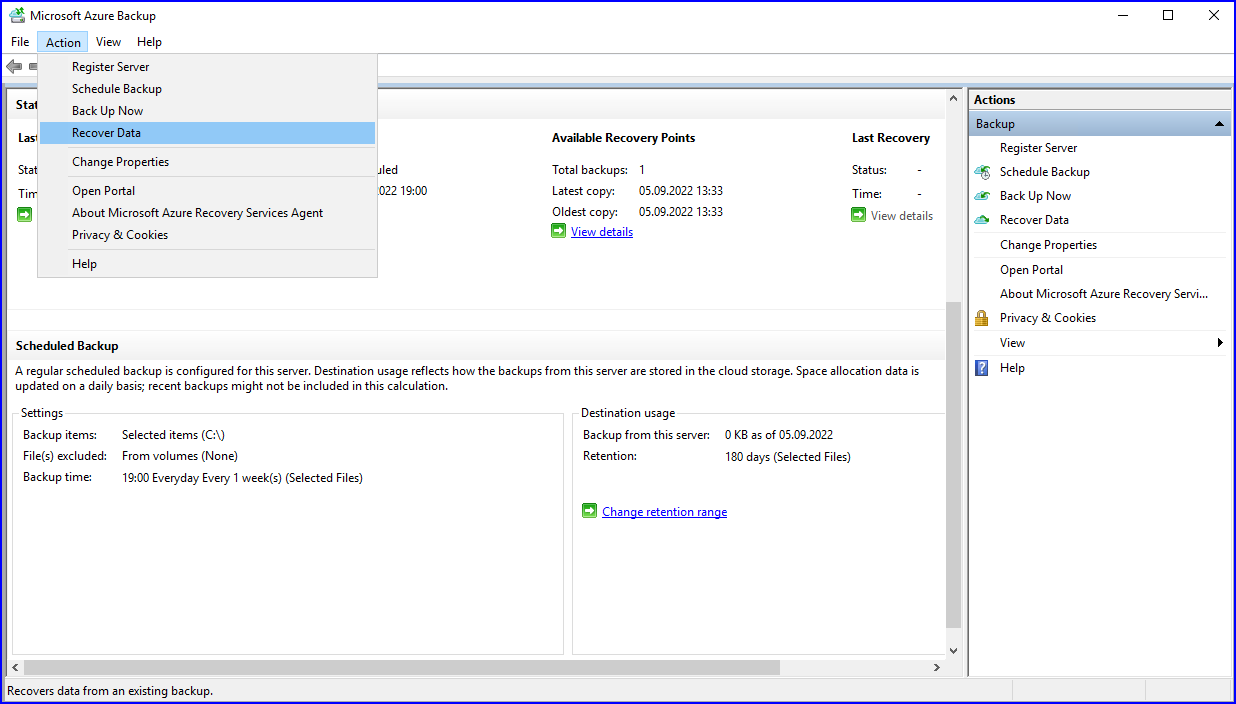 Microsoft Azure Backup
File Action View Help
Register Server
Schedule Backup
Back Up Now
Recover Data
Change Properties
Open Portal
About Microsoft Azure Recovery Services Agent
Privacy & Cookies
Help
Available Recovery Points
Total backups: 1
Latest copy: 05.09.2022 13:33
Oldest copy: 05.09.2022 13:33
View details
Last Recovery
Status: -
Time: -
View details
Scheduled Backup
A regular scheduled backup is configured for this server. Destination usage reflects how the backups from this server are stored in the cloud storage. Space allocation data is
updated on a daily basis; recent backups might not be included in this calculation.
Settings
Backup items: Selected items (C:\)
File(s) excluded: From volumes (None)
Backup time: 19:00 Everyday Every 1 week(s) (Selected Files)
Destination usage
Backup from this server: 0 KB as of 05.09.2022
Retention: 180 days (Selected Files)
Change retention range
Actions
Backup
Register Server
Schedule Backup
Back Up Now
Recover Data
Change Properties
Open Portal
About Microsoft Azure Recovery Servi...
Privacy & Cookies
View
Help
Recovers data from an existing backup.